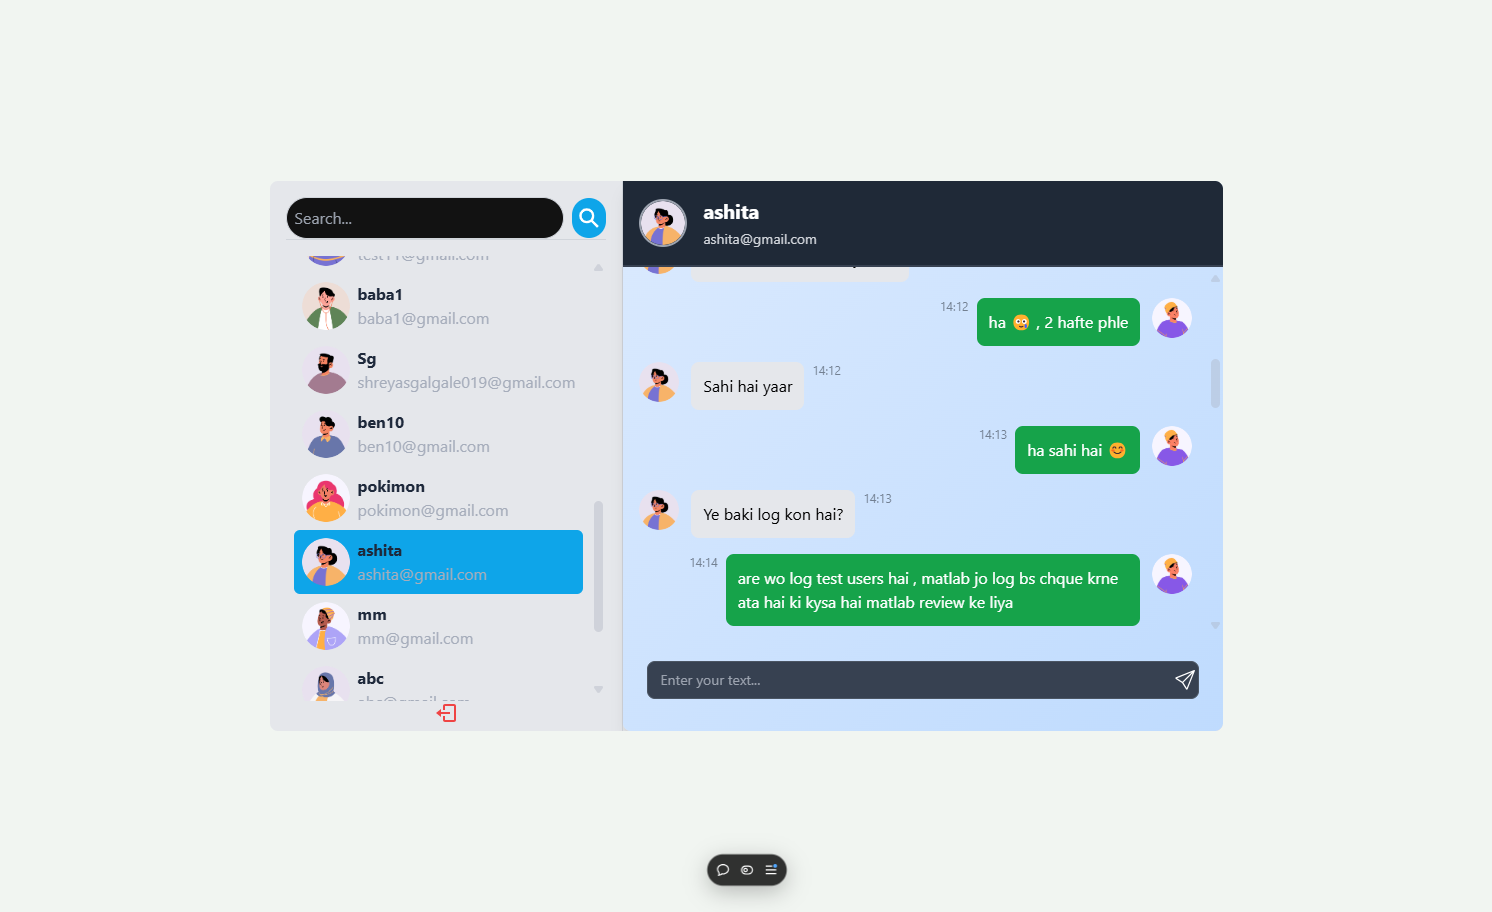 Search...
baba1
baba1@gmail.com
Sg
shreyasgalgale019@gmail.com
ben10
ben10@gmail.com
pokimon
pokimon@gmail.com
ashita
ashita@gmail.com
mm
mm@gmail.com
abc
ashita
ashita@gmail.com
14:12
ha 🥲 , 2 hafte phle
Sahi hai yaar
14:12
14:13
ha sahi hai 😊
Ye baki log kon hai?
14:13
14:14
are wo log test users hai , matlab jo log bs chque krne
ata hai ki kysa hai matlab review ke liya
Enter your text...